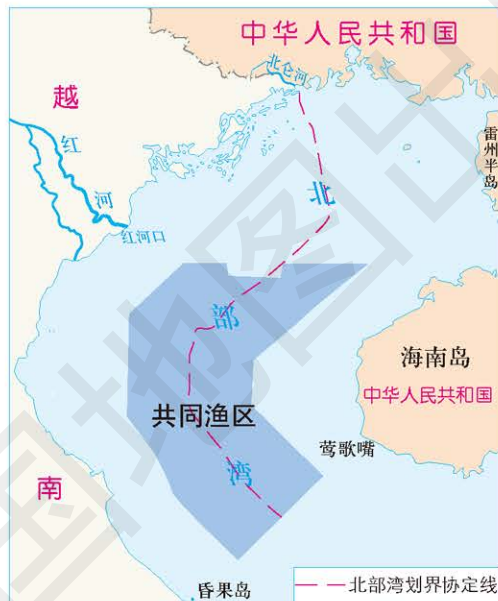 中华人民共和国
北仑河
越
红
河
红河口
雷州半岛
北
部
湾
海南岛
中华人民共和国
共同渔区
莺歌嘴
南
昏果岛
北部湾划界协定线